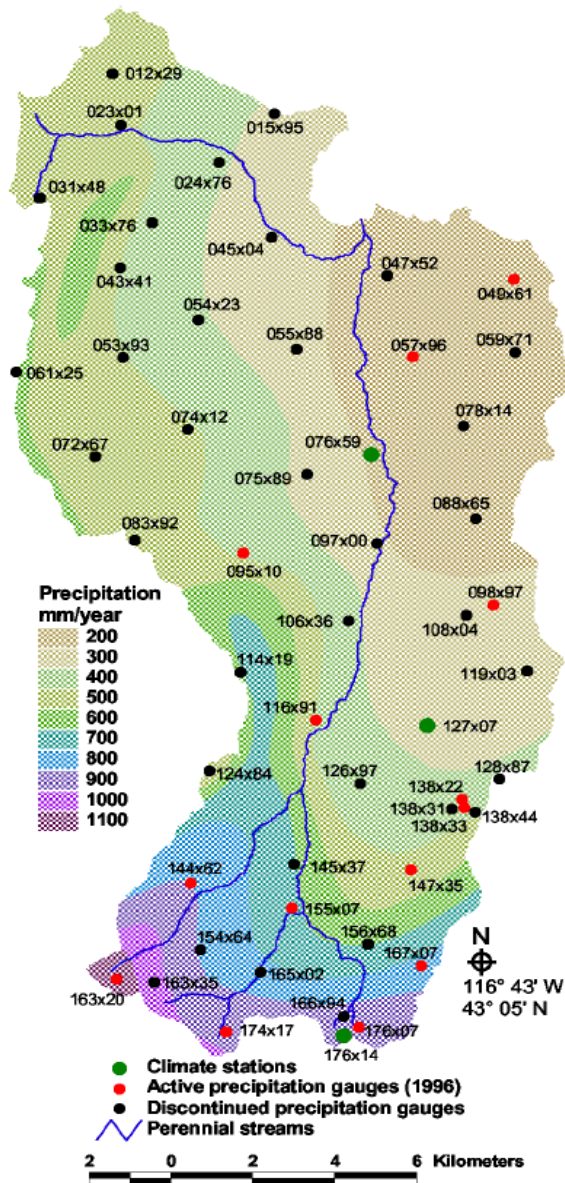 012x29
023x01
015x95
024x76
031x48
033x76
045x04
043x41
047x52
049x61
054x23
055x88
057x96
059x71
053x93
061x25
074x12
078x14
076x59
072x67
075x89
088x65
083x92
097x00
095x10
098x97
Precipitation
mm/year
200
300
400
500
600
700
800
900
1000
1100
106x36
108x04
114x19
119x03
116x91
127x07
124x84
126x97
128x87
138x22
138x31
138x33
138x44
144x62
145x37
147x35
155x07
156x68
154x64
167x07
N
116° 43' W
43° 05' N
163x20
163x35
165x02
166x94
174x17
176x07
176x14
Climate stations
Active precipitation gauges (1996)
Discontinued precipitation gauges
Perennial streams
2 0 2 4 6 Kilometers